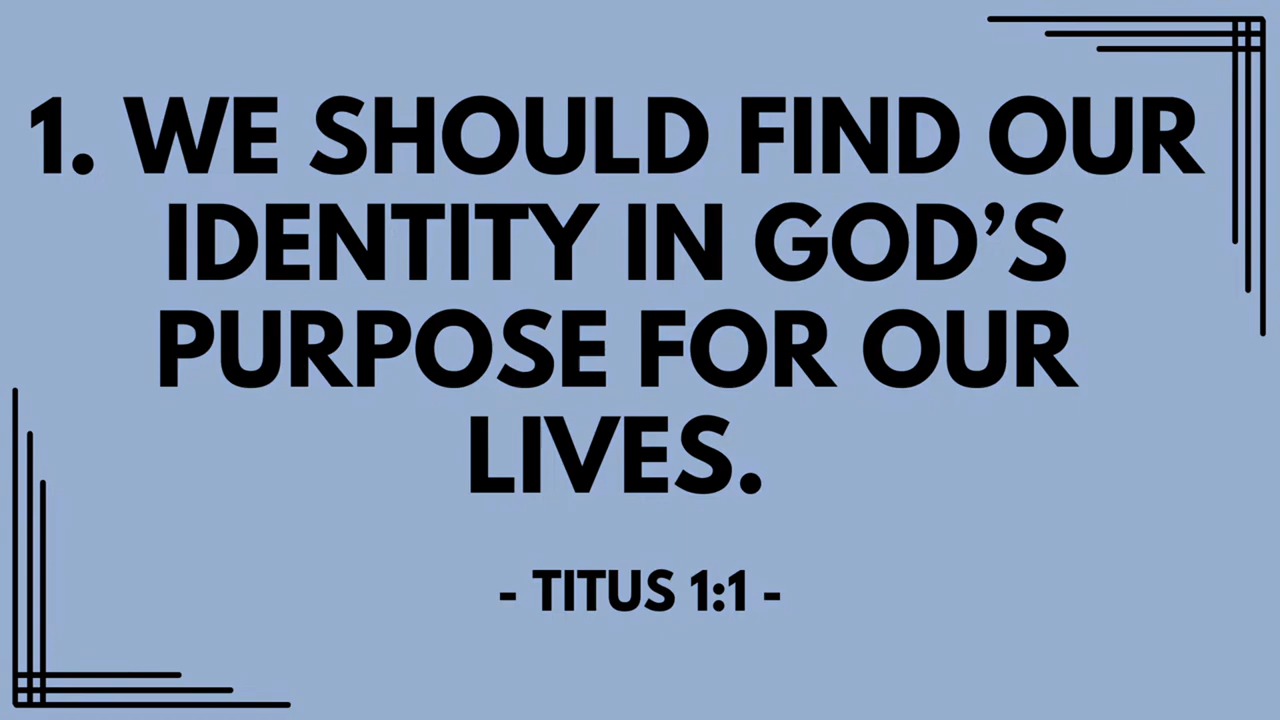 1. WE SHOULD FIND OUR
IDENTITY IN GOD’S
PURPOSE FOR OUR
LIVES.
- TITUS 1:1 -